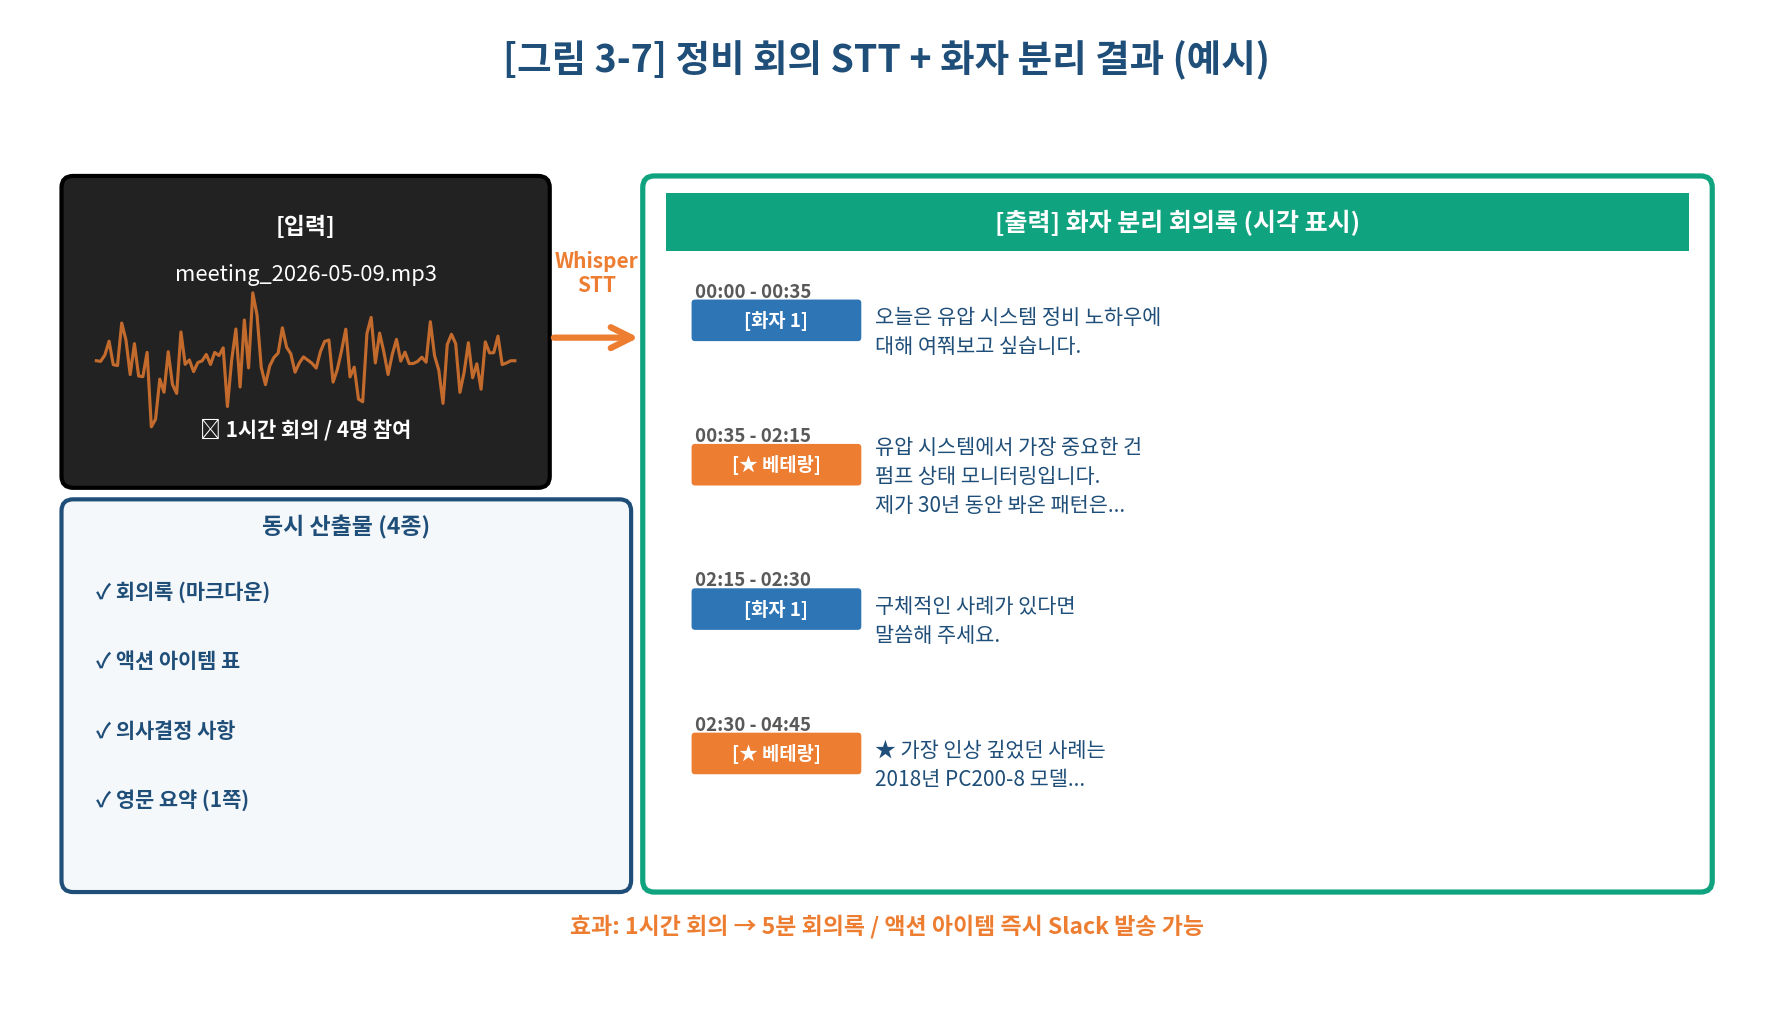 [그림 3-7] 정비 회의 STT + 화자 분리 결과 (예시)
[입력]
meeting_2026-05-09.mp3
1시간 회의 / 4명 참여
Whisper
STT
동시 산출물 (4종)
✓ 회의록 (마크다운)
✓ 액션 아이템 표
✓ 의사결정 사항
✓ 영문 요약 (1쪽)
[출력] 화자 분리 회의록 (시각 표시)
00:00 - 00:35
[화자 1]
오늘은 유압 시스템 정비 노하우에
대해 여쭤보고 싶습니다.
00:35 - 02:15
[★ 베테랑]
유압 시스템에서 가장 중요한 건
펌프 상태 모니터링입니다.
제가 30년 동안 봐온 패턴은...
02:15 - 02:30
[화자 1]
구체적인 사례가 있다면
말씀해 주세요.
02:30 - 04:45
[★ 베테랑]
★ 가장 인상 깊었던 사례는
2018년 PC200-8 모델...
효과: 1시간 회의 → 5분 회의록 / 액션 아이템 즉시 Slack 발송 가능